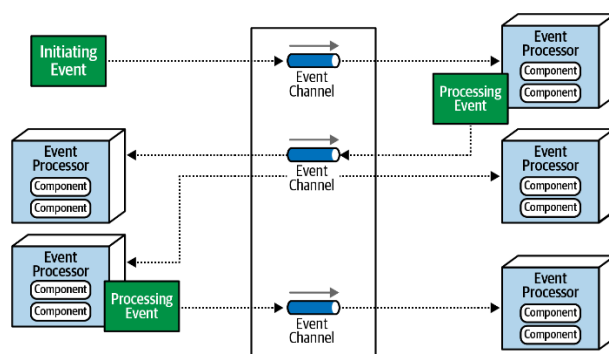 Initiating
Event
Event
Channel
Event
Processor
Component
Component
Processing
Event
Event
Processor
Component
Component
Event
Channel
Event
Processor
Component
Component
Event
Processor
Component
Component
Processing
Event
Event
Channel
Event
Processor
Component
Component